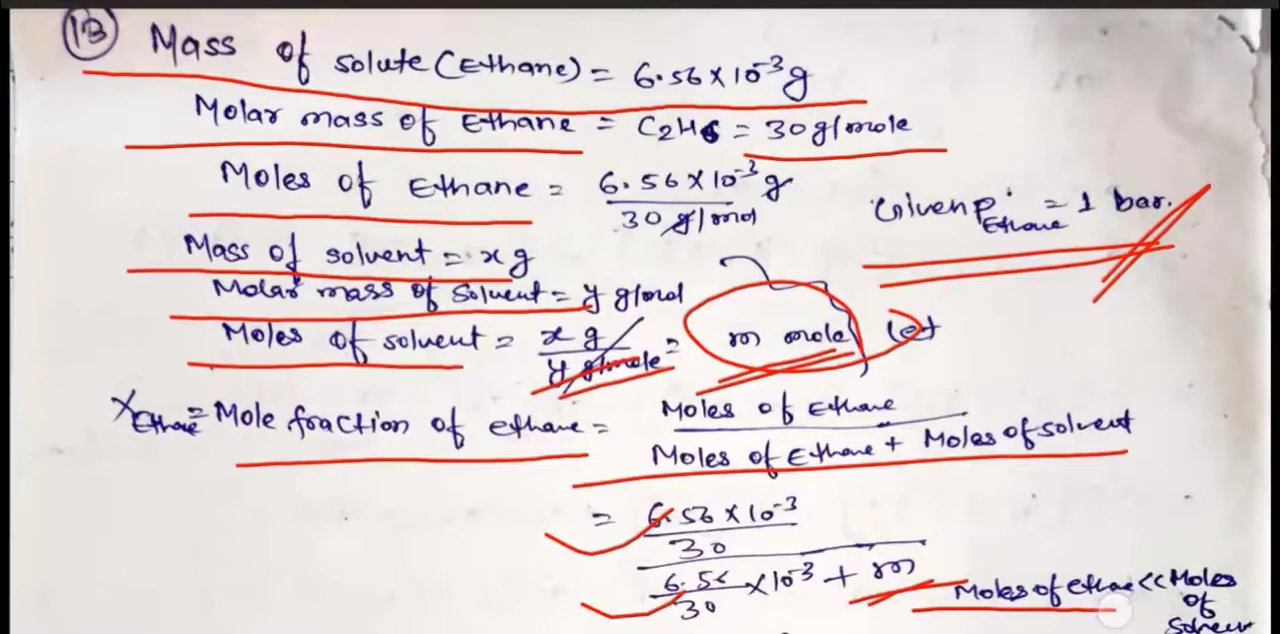 13 Mass of solute (Ethane) = 6.56 × 10⁻³ g
Molar mass of Ethane = C₂H₆ = 30 g/mole
Moles of Ethane = 6.56 × 10⁻³ g
30 g/mol
Given P Ethane = 1 bar.
Mass of solvent = x g
Molar mass of Solvent = y g/mol
Moles of solvent = x g / y g/mole = m mole (let
X Ethane = Mole fraction of ethane = Moles of Ethane
Moles of Ethane + Moles of solvent
= 6.56 × 10⁻³
30
6.56 × 10⁻³ + m
30
Moles of ethane << Moles
of